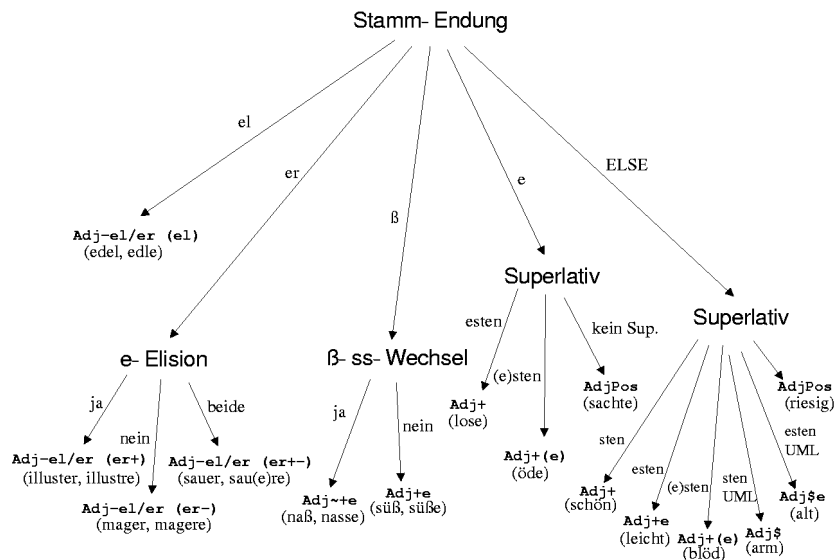 Stamm- Endung
el
er
ß
e
ELSE
Adj-el/er (el)
(edel, edle)
Superlativ
Superlativ
e- Elision
ß- ss- Wechsel
esten
(e)sten
kein Sup.
Adj+
(lose)
Adj+(e)
(öde)
AdjPos
(sachte)
ja
nein
beide
Adj-el/er (er+)
(illuster, illustre)
Adj-el/er (er-)
(mager, magere)
Adj-el/er (er+-)
(sauer, sau(e)re)
ja
nein
Adj~+e
(naß, nasse)
Adj+e
(süß, süße)
sten
esten
(e)sten
sten
UML
esten
UML
Adj+
(schön)
Adj+e
(leicht)
Adj+(e)
(blöd)
Adj$
(arm)
Adj$e
(alt)
AdjPos
(riesig)